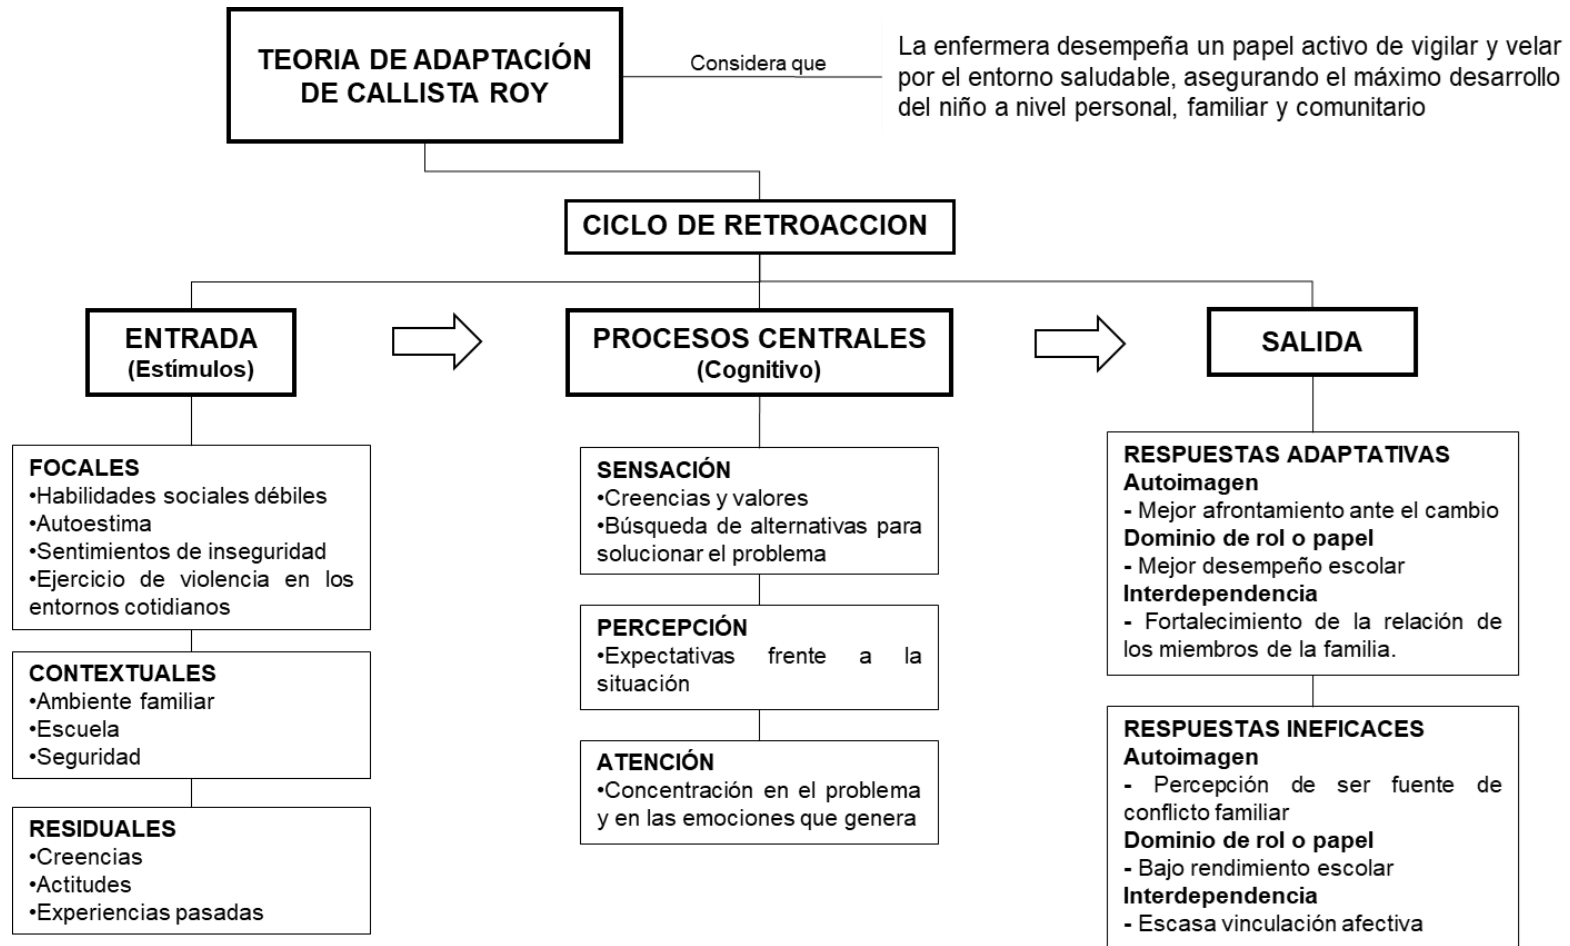 TEORIA DE ADAPTACIÓN
DE CALLISTA ROY
Considera que
La enfermera desempeña un papel activo de vigilar y velar
por el entorno saludable, asegurando el máximo desarrollo
del niño a nivel personal, familiar y comunitario
CICLO DE RETROACCION
ENTRADA
(Estímulos)
PROCESOS CENTRALES
(Cognitivo)
SALIDA
FOCALES
•Habilidades sociales débiles
•Autoestima
•Sentimientos de inseguridad
•Ejercicio de violencia en los
entornos cotidianos
CONTEXTUALES
•Ambiente familiar
•Escuela
•Seguridad
RESIDUALES
•Creencias
•Actitudes
•Experiencias pasadas
SENSACIÓN
•Creencias y valores
•Búsqueda de alternativas para
solucionar el problema
PERCEPCIÓN
•Expectativas frente a la
situación
ATENCIÓN
•Concentración en el problema
y en las emociones que genera
RESPUESTAS ADAPTATIVAS
Autoimagen
- Mejor afrontamiento ante el cambio
Dominio de rol o papel
- Mejor desempeño escolar
Interdependencia
- Fortalecimiento de la relación de
los miembros de la familia.
RESPUESTAS INEFICACES
Autoimagen
- Percepción de ser fuente de
conflicto familiar
Dominio de rol o papel
- Bajo rendimiento escolar
Interdependencia
- Escasa vinculación afectiva